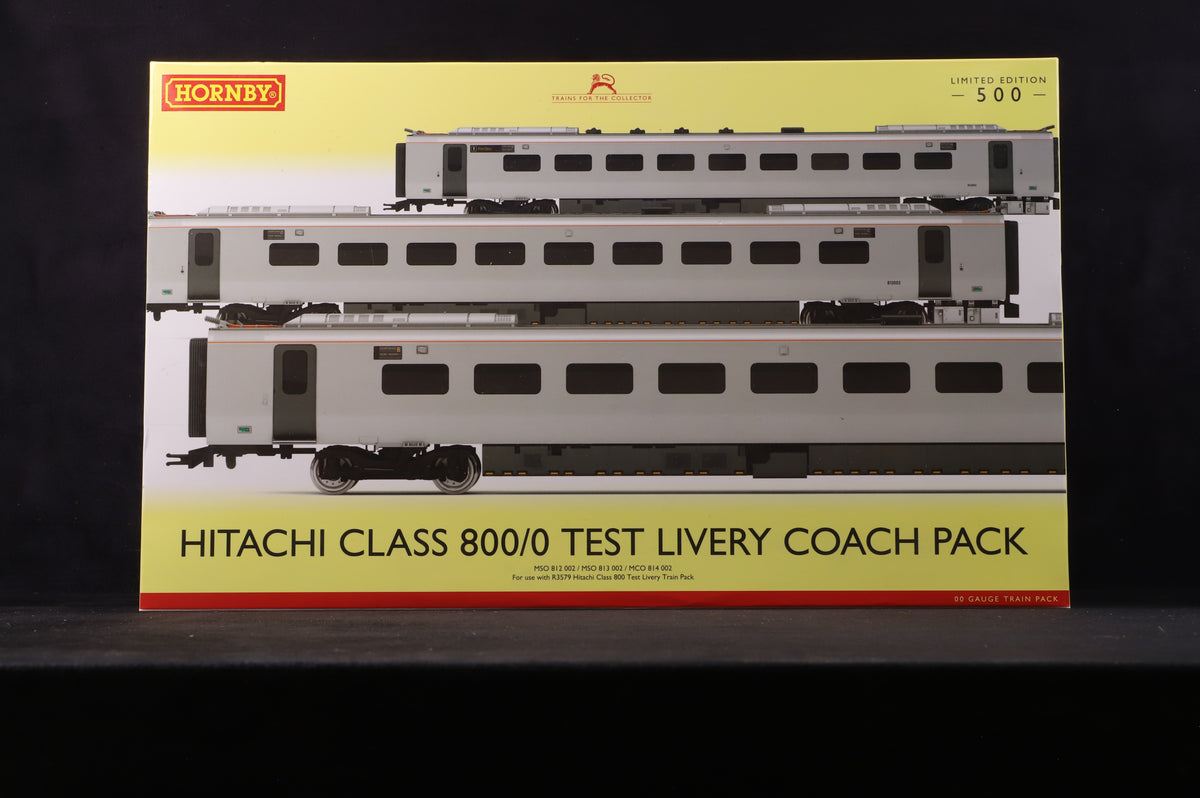 HORNBY®
TRAINS FOR THE COLLECTOR
LIMITED EDITION
— 500 —
812003
HITACHI CLASS 800/0 TEST LIVERY COACH PACK
MSO 812 002 / MSO 813 002 / MCO 814 002
For use with R3579 Hitachi Class 800 Test Livery Train Pack
00 GAUGE TRAIN PACK